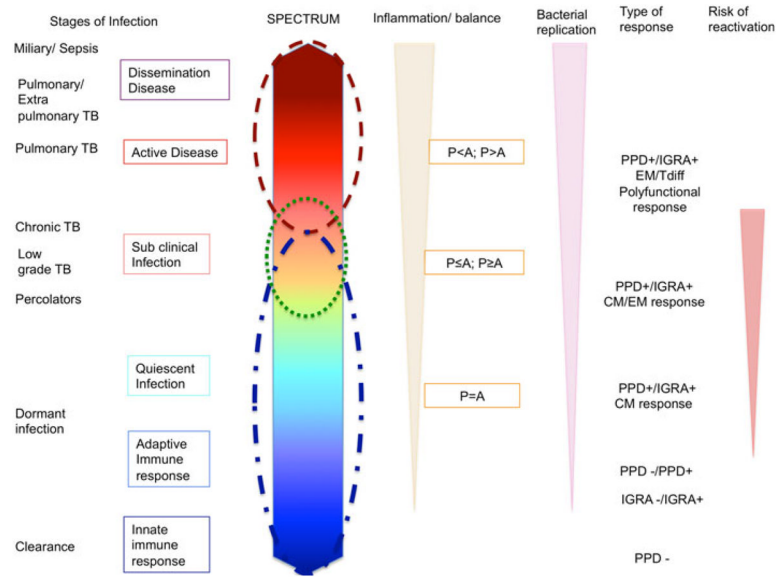 Stages of Infection
SPECTRUM
Inflammation/ balance
Bacterial
replication
Type of
response
Risk of
reactivation
Miliary/ Sepsis
Dissemination
Disease
Pulmonary/
Extra
pulmonary TB
Pulmonary TB
Active Disease
P<A; P>A
PPD+/IGRA+
EM/Tdiff
Polyfunctional
response
Chronic TB
Low
grade TB
Sub clinical
Infection
P≤A; P≥A
Percolators
PPD+/IGRA+
CM/EM response
Quiescent
Infection
P=A
PPD+/IGRA+
CM response
Dormant
infection
Adaptive
Immune
response
PPD -/PPD+
IGRA -/IGRA+
Clearance
Innate
immune
response
PPD -